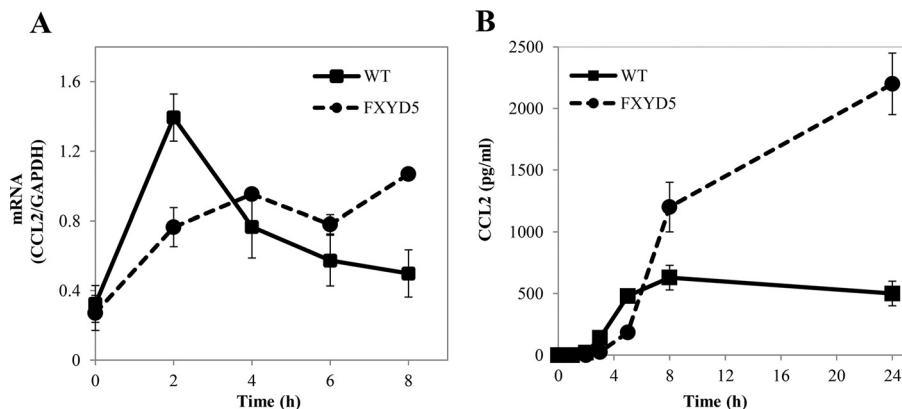 A
mRNA
(CCL2/GAPDH)
1.6
1.2
0.8
0.4
0
WT
FXYD5
0 2 4 6 8
Time (h)
B
CCL2 (pg/ml)
2500
2000
1500
1000
500
0
WT
FXYD5
0 4 8 12 16 20 24
Time (h)